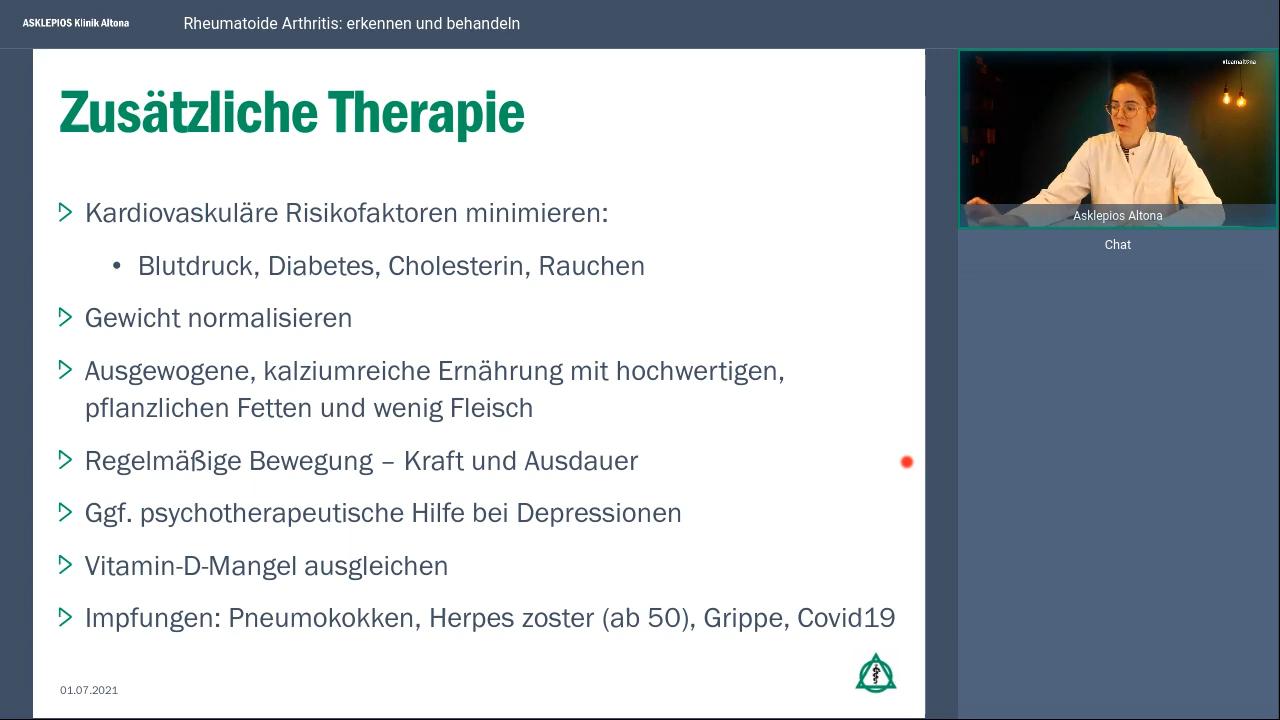 ASKLEPIOS Klinik Altona
Rheumatoide Arthritis: erkennen und behandeln
Zusätzliche Therapie
Kardiovaskuläre Risikofaktoren minimieren:
• Blutdruck, Diabetes, Cholesterin, Rauchen
Gewicht normalisieren
Ausgewogene, kalziumreiche Ernährung mit hochwertigen,
pflanzlichen Fetten und wenig Fleisch
Regelmäßige Bewegung – Kraft und Ausdauer
Ggf. psychotherapeutische Hilfe bei Depressionen
Vitamin-D-Mangel ausgleichen
Impfungen: Pneumokokken, Herpes zoster (ab 50), Grippe, Covid19
01.07.2021
#teamaltona
Asklepios Altona
Chat